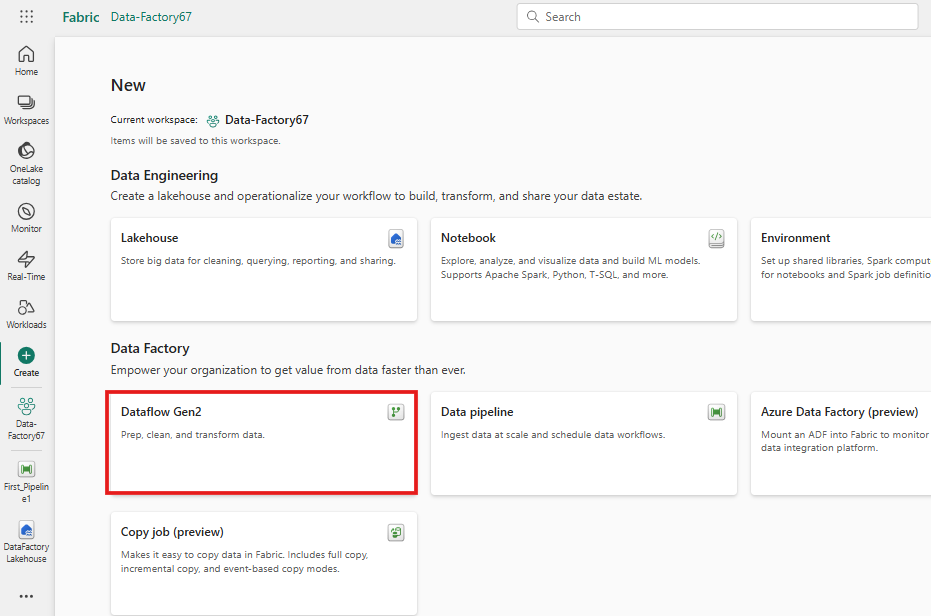 Fabric Data-Factory67
Search
Home
Workspaces
OneLake
catalog
Monitor
Real-Time
Workloads
Create
Data-
Factory67
First_Pipelin
e1
DataFactory
Lakehouse
New
Current workspace: Data-Factory67
Items will be saved to this workspace.
Data Engineering
Create a lakehouse and operationalize your workflow to build, transform, and share your data estate.
Lakehouse
Store big data for cleaning, querying, reporting, and sharing.
Notebook
Explore, analyze, and visualize data and build ML models.
Supports Apache Spark, Python, T-SQL, and more.
Environment
Set up shared libraries, Spark comput
for notebooks and Spark job definitio
Data Factory
Empower your organization to get value from data faster than ever.
Dataflow Gen2
Prep, clean, and transform data.
Data pipeline
Ingest data at scale and schedule data workflows.
Azure Data Factory (preview)
Mount an ADF into Fabric to monitor
data integration platform.
Copy job (preview)
Makes it easy to copy data in Fabric. Includes full copy,
incremental copy, and event-based copy modes.